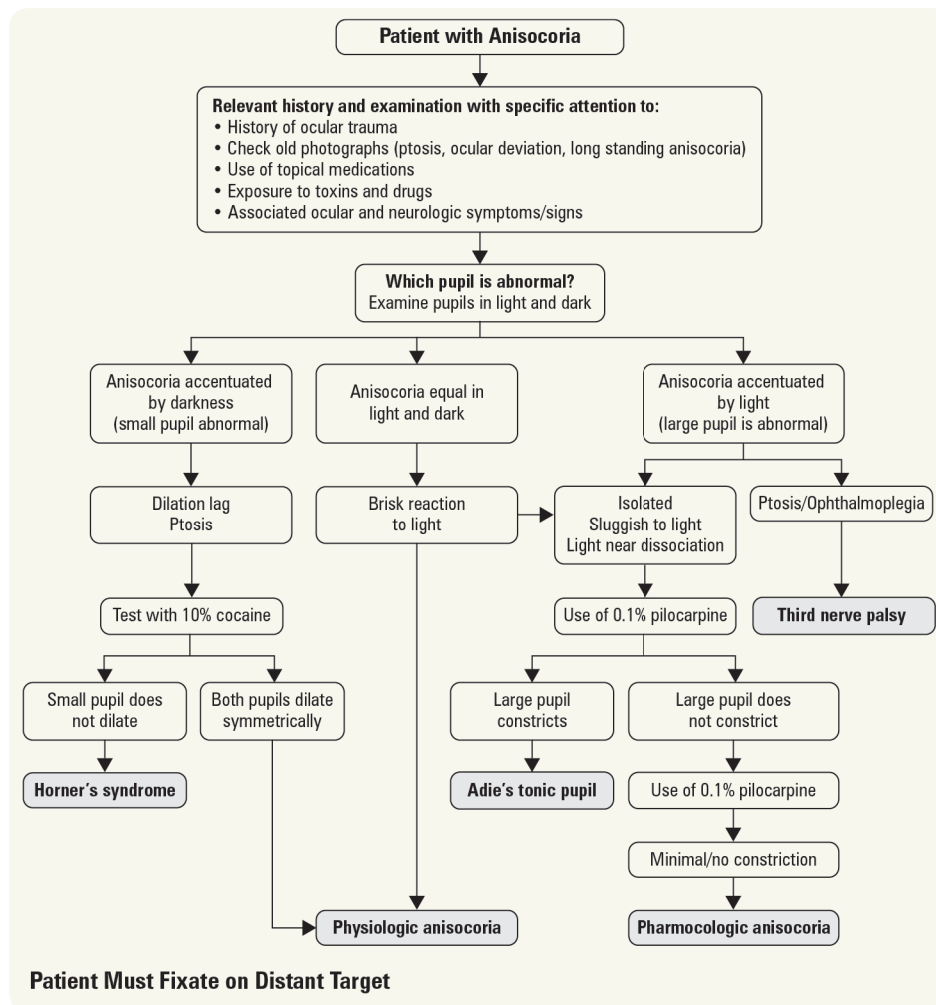 Patient with Anisocoria
Relevant history and examination with specific attention to:
• History of ocular trauma
• Check old photographs (ptosis, ocular deviation, long standing anisocoria)
• Use of topical medications
• Exposure to toxins and drugs
• Associated ocular and neurologic symptoms/signs
Which pupil is abnormal?
Examine pupils in light and dark
Anisocoria accentuated
by darkness
(small pupil abnormal)
Anisocoria equal in
light and dark
Anisocoria accentuated
by light
(large pupil is abnormal)
Dilation lag
Ptosis
Brisk reaction
to light
Isolated
Sluggish to light
Light near dissociation
Ptosis/Ophthalmoplegia
Test with 10% cocaine
Use of 0.1% pilocarpine
Third nerve palsy
Small pupil does
not dilate
Both pupils dilate
symmetrically
Large pupil
constricts
Large pupil does
not constrict
Horner's syndrome
Adie's tonic pupil
Use of 0.1% pilocarpine
Minimal/no constriction
Physiologic anisocoria
Pharmocologic anisocoria
Patient Must Fixate on Distant Target